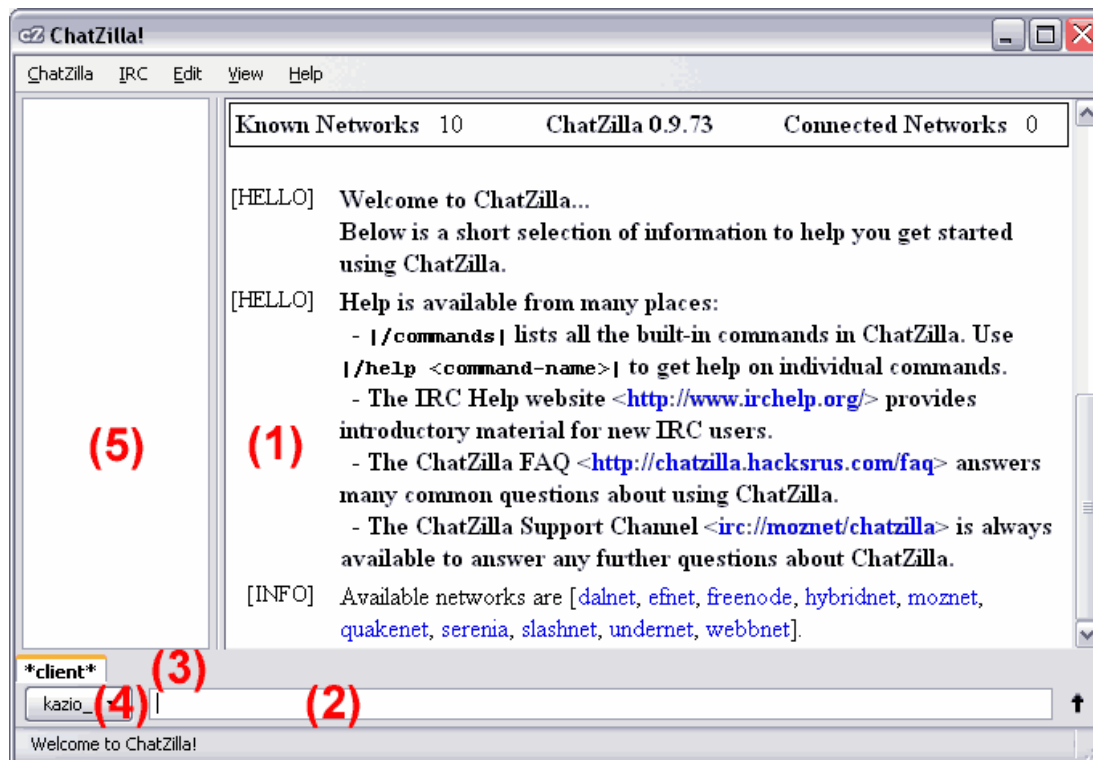 cZ ChatZilla!
ChatZilla IRC Edit View Help
Known Networks 10 ChatZilla 0.9.73 Connected Networks 0
[HELLO] Welcome to ChatZilla...
Below is a short selection of information to help you get started
using ChatZilla.
[HELLO] Help is available from many places:
- |/commands| lists all the built-in commands in ChatZilla. Use
|/help <command-name>| to get help on individual commands.
- The IRC Help website <http://www.irchelp.org/> provides
introductory material for new IRC users.
(5) (1)
- The ChatZilla FAQ <http://chatzilla.hacksrus.com/faq> answers
many common questions about using ChatZilla.
- The ChatZilla Support Channel <irc://moznet/chatzilla> is always
available to answer any further questions about ChatZilla.
[INFO] Available networks are [dalnet, efnet, freenode, hybridnet, moznet,
quakenet, serenia, slashnet, undernet, webbnet].
*client* (3)
kazio_ (4) (2)
Welcome to ChatZilla!